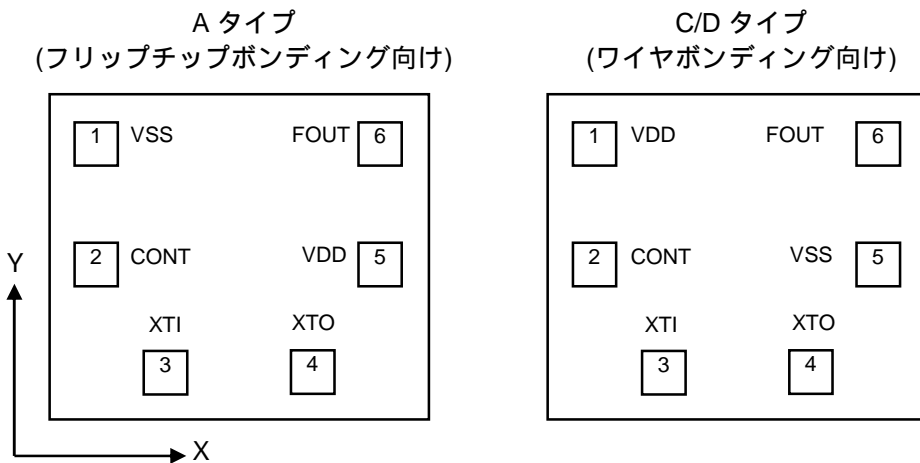 A タイプ
(フリップチップボンディング向け)
C/D タイプ
(ワイヤボンディング向け)
1 VSS FOUT 6
2 CONT VDD 5
XTI XTO
3 4
1 VDD FOUT 6
2 CONT VSS 5
XTI XTO
3 4
Y
X